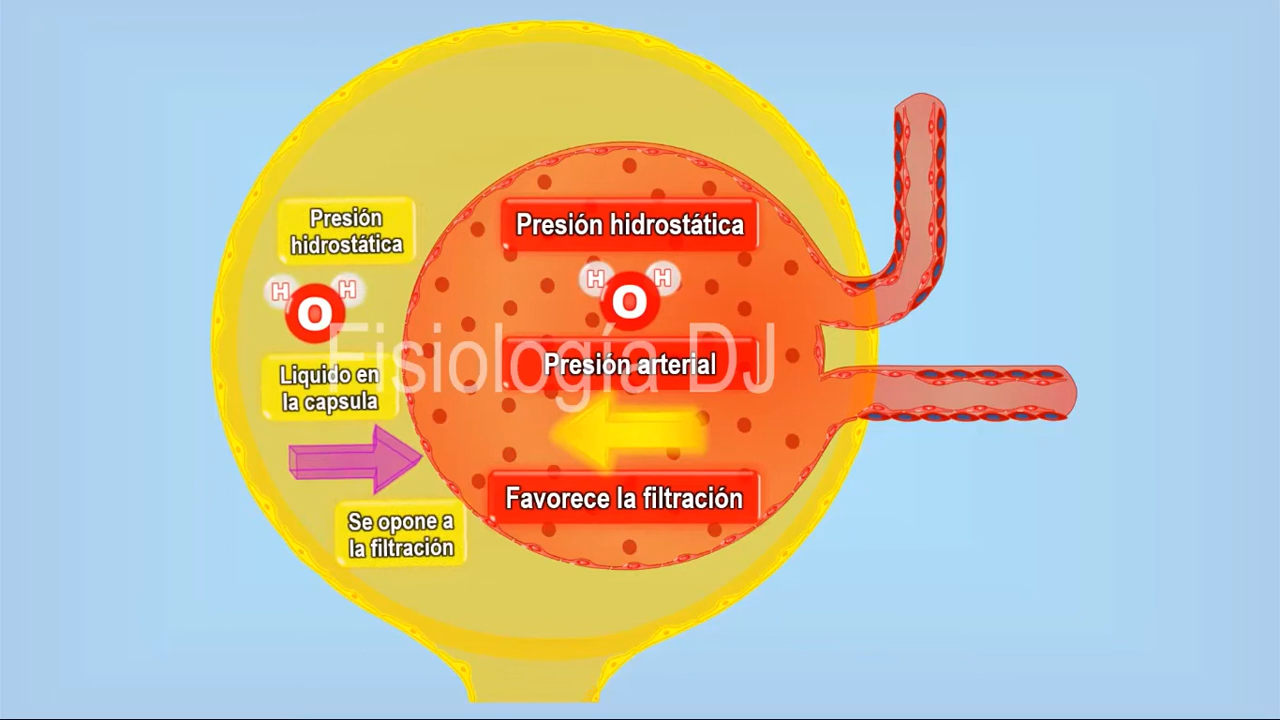 Presión
hidrostática
H H
O
Liquido en
la capsula
Se opone a
la filtración
Presión hidrostática
H H
O
Presión arterial
Favorece la filtración
Fisiología DJ